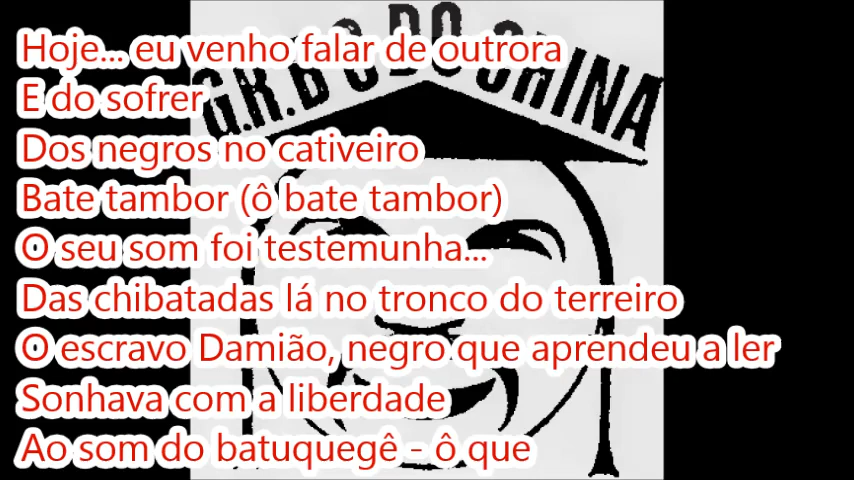 G.R.B.C DO CHINA
Hoje... eu venho falar de outrora
E do sofrer
Dos negros no cativeiro
Bate tambor (ô bate tambor)
O seu som foi testemunha...
Das chibatadas lá no tronco do terreiro
O escravo Damião, negro que aprendeu a ler
Sonhava com a liberdade
Ao som do batuquegê - ô que